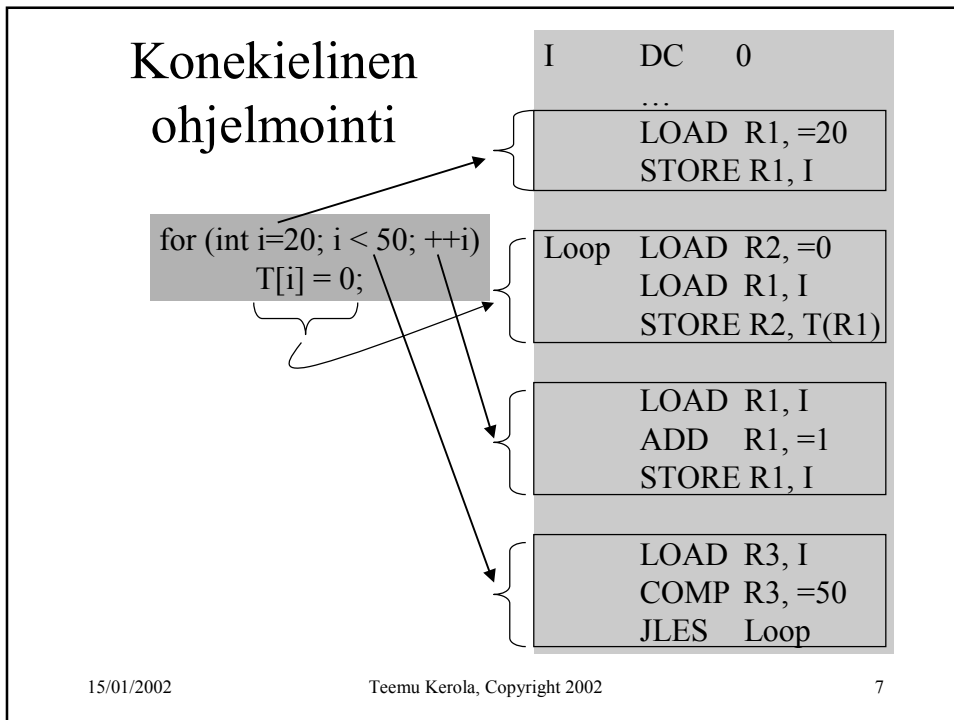 Konekielinen
ohjelmointi
for (int i=20; i < 50; ++i)
T[i] = 0;
I DC 0
…
LOAD R1, =20
STORE R1, I
Loop LOAD R2, =0
LOAD R1, I
STORE R2, T(R1)
LOAD R1, I
ADD R1, =1
STORE R1, I
LOAD R3, I
COMP R3, =50
JLES Loop
15/01/2002 Teemu Kerola, Copyright 2002 7